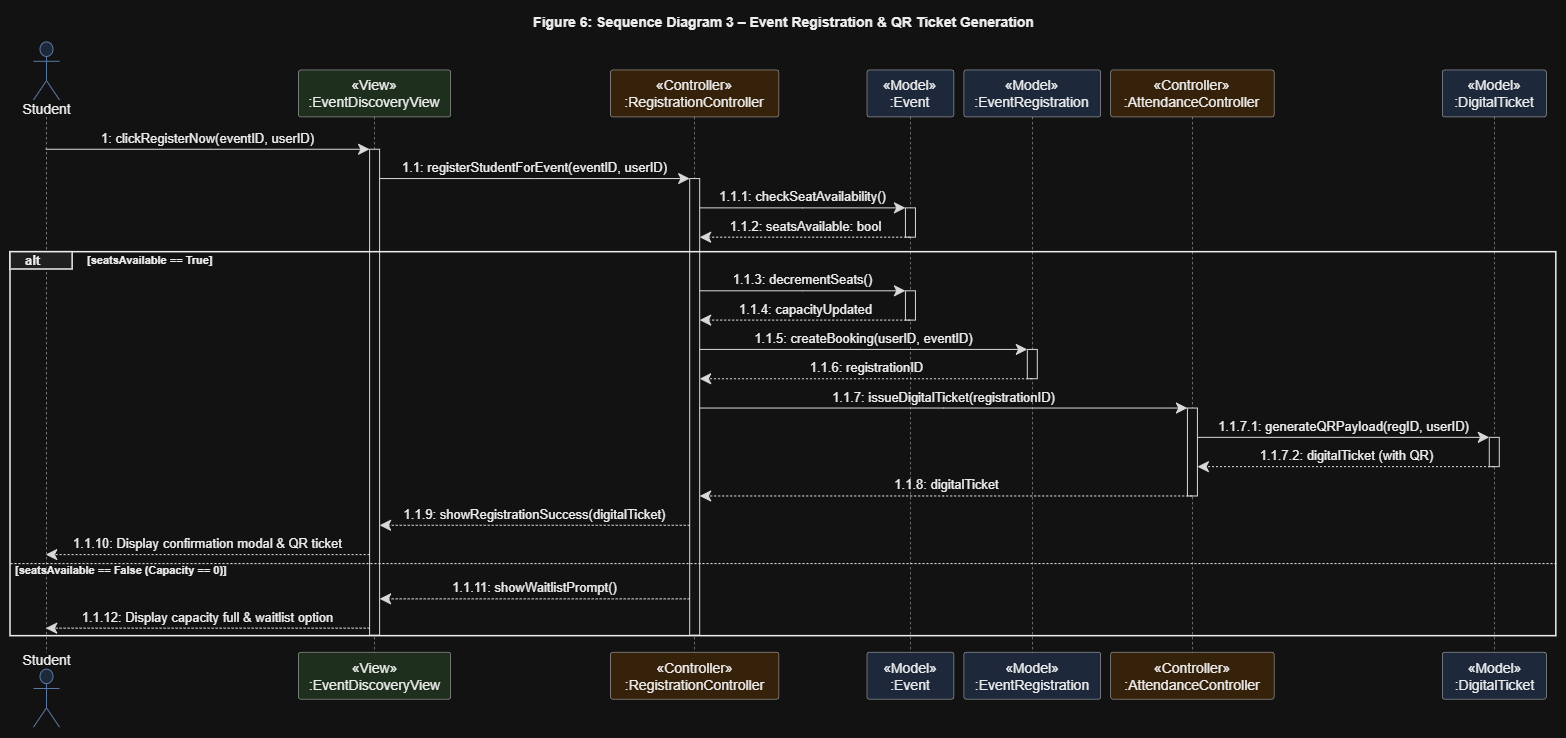 Figure 6: Sequence Diagram 3 – Event Registration & QR Ticket Generation
Student
«View»
:EventDiscoveryView
«Controller»
:RegistrationController
«Model»
:Event
«Model»
:EventRegistration
«Controller»
:AttendanceController
«Model»
:DigitalTicket
1: clickRegisterNow(eventID, userID)
1.1: registerStudentForEvent(eventID, userID)
1.1.1: checkSeatAvailability()
1.1.2: seatsAvailable: bool
alt
[seatsAvailable == True]
1.1.3: decrementSeats()
1.1.4: capacityUpdated
1.1.5: createBooking(userID, eventID)
1.1.6: registrationID
1.1.7: issueDigitalTicket(registrationID)
1.1.7.1: generateQRPayload(regID, userID)
1.1.7.2: digitalTicket (with QR)
1.1.8: digitalTicket
1.1.9: showRegistrationSuccess(digitalTicket)
1.1.10: Display confirmation modal & QR ticket
[seatsAvailable == False (Capacity == 0)]
1.1.11: showWaitlistPrompt()
1.1.12: Display capacity full & waitlist option
Student
«View»
:EventDiscoveryView
«Controller»
:RegistrationController
«Model»
:Event
«Model»
:EventRegistration
«Controller»
:AttendanceController
«Model»
:DigitalTicket